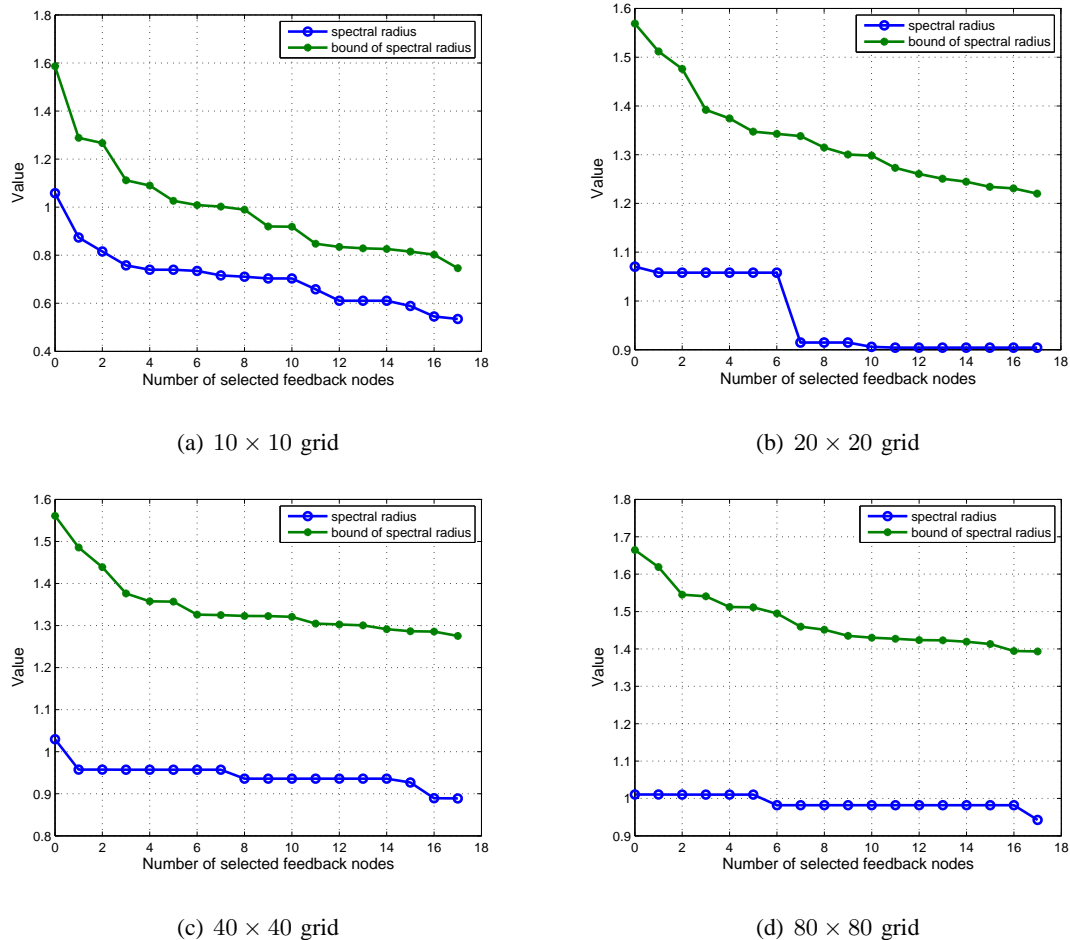 1.8
1.6
1.4
1.2
1
0.8
0.6
0.4
Value
spectral radius
bound of spectral radius
0 2 4 6 8 10 12 14 16 18
Number of selected feedback nodes
(a) 10 × 10 grid
1.6
1.5
1.4
1.3
1.2
1.1
1
0.9
Value
spectral radius
bound of spectral radius
0 2 4 6 8 10 12 14 16 18
Number of selected feedback nodes
(b) 20 × 20 grid
1.6
1.5
1.4
1.3
1.2
1.1
1
0.9
0.8
Value
spectral radius
bound of spectral radius
0 2 4 6 8 10 12 14 16 18
Number of selected feedback nodes
(c) 40 × 40 grid
1.8
1.7
1.6
1.5
1.4
1.3
1.2
1.1
1
0.9
Value
spectral radius
bound of spectral radius
0 2 4 6 8 10 12 14 16 18
Number of selected feedback nodes
(d) 80 × 80 grid